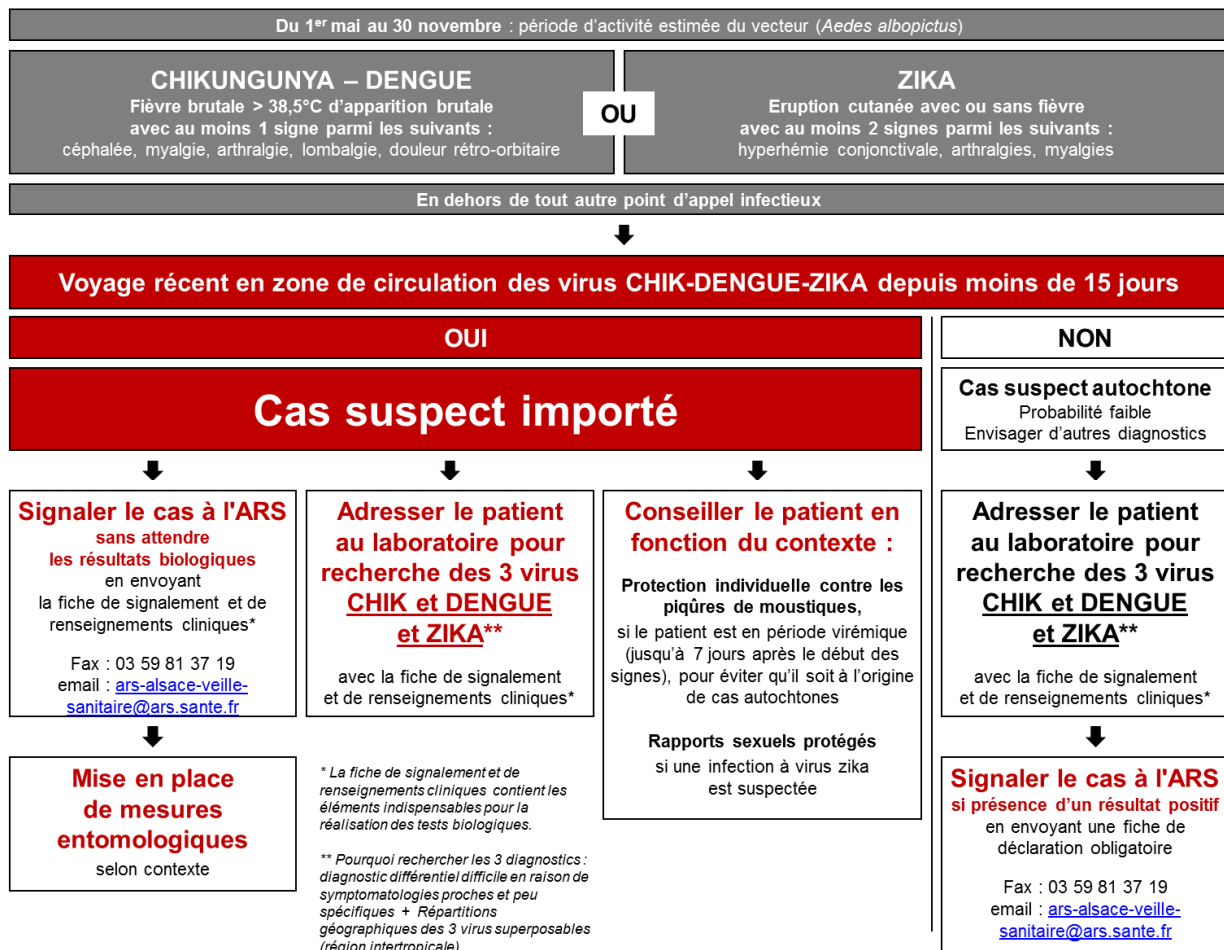 Du 1er mai au 30 novembre : période d'activité estimée du vecteur (Aedes albopictus)
CHIKUNGUNYA – DENGUE
Fièvre brutale > 38,5°C d'apparition brutale
avec au moins 1 signe parmi les suivants :
céphalée, myalgie, arthralgie, lombalgie, douleur rétro-orbitaire
OU
ZIKA
Eruption cutanée avec ou sans fièvre
avec au moins 2 signes parmi les suivants :
hyperhémie conjonctivale, arthralgies, myalgies
En dehors de tout autre point d'appel infectieux
Voyage récent en zone de circulation des virus CHIK-DENGUE-ZIKA depuis moins de 15 jours
OUI
Cas suspect importé
Signaler le cas à l'ARS
sans attendre
les résultats biologiques
en envoyant
la fiche de signalement et de
renseignements cliniques*
Fax : 03 59 81 37 19
email : ars-alsace-veille-
sanitaire@ars.sante.fr
Mise en place
de mesures
entomologiques
selon contexte
Adresser le patient
au laboratoire pour
recherche des 3 virus
CHIK et DENGUE
et ZIKA**
avec la fiche de signalement
et de renseignements cliniques*
* La fiche de signalement et de
renseignements cliniques contient les
éléments indispensables pour la
réalisation des tests biologiques.
** Pourquoi rechercher les 3 diagnostics :
diagnostic différentiel difficile en raison de
symptomatologies proches et peu
spécifiques + Répartitions
géographiques des 3 virus superposables
(région intertropicale)
Conseiller le patient en
fonction du contexte :
Protection individuelle contre les
piqûres de moustiques,
si le patient est en période virémique
(jusqu'à 7 jours après le début des
signes), pour éviter qu'il soit à l'origine
de cas autochtones
Rapports sexuels protégés
si une infection à virus zika
est suspectée
NON
Cas suspect autochtone
Probabilité faible
Envisager d'autres diagnostics
Adresser le patient
au laboratoire pour
recherche des 3 virus
CHIK et DENGUE
et ZIKA**
avec la fiche de signalement
et de renseignements cliniques*
Signaler le cas à l'ARS
si présence d'un résultat positif
en envoyant une fiche de
déclaration obligatoire
Fax : 03 59 81 37 19
email : ars-alsace-veille-
sanitaire@ars.sante.fr